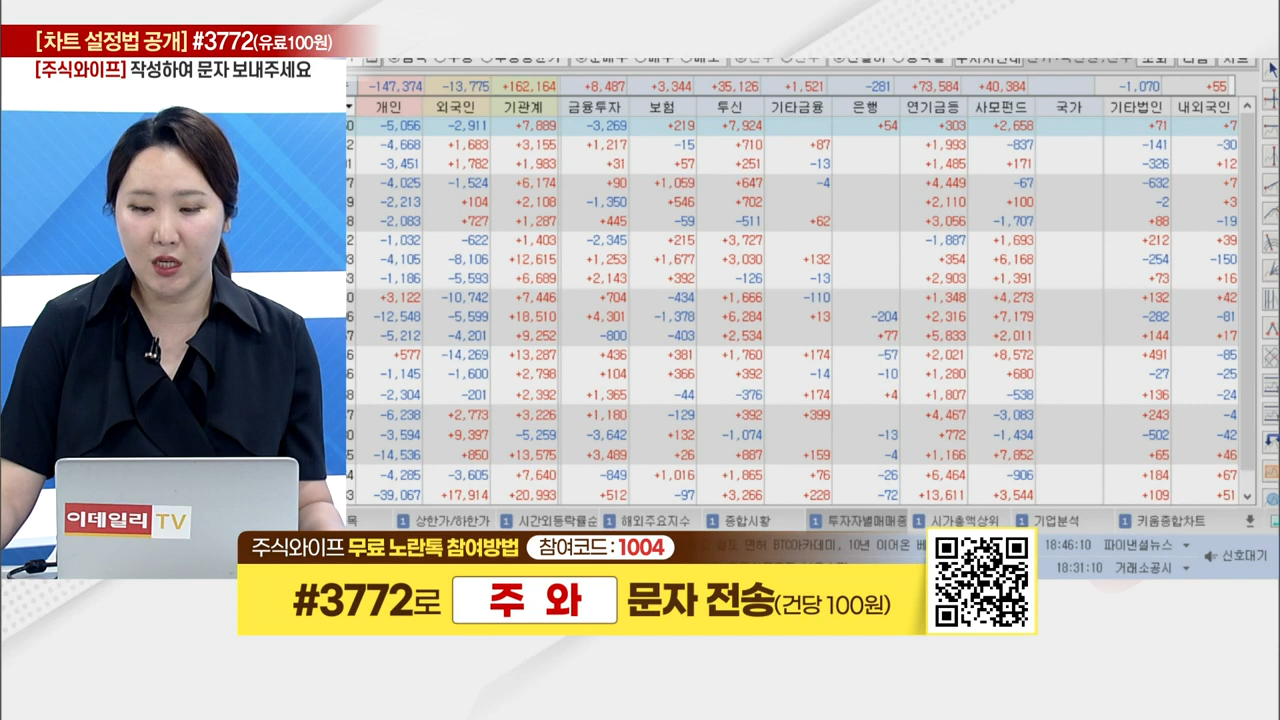 [차트 설정법 공개] #3772(유료100원)
[주식와이프] 작성하여 문자 보내주세요
-147,374 -13,775 +162,164 +8,487 +3,344 +35,126 +1,521 -281 +73,584 +40,384 -1,070 +55
개인 외국인 기관계 금융투자 보험 투신 기타금융 은행 연기금등 사모펀드 국가 기타법인 내외국인
-5,056 -2,911 +7,889 -3,269 +219 +7,924 +54 +303 +2,658 +71 +7
-4,668 +1,683 +3,155 +1,217 -15 +710 +87 +1,993 -837 -141 -30
-3,451 +1,782 +1,983 +31 +57 +251 -13 +1,485 +171 -326 +12
-4,025 -1,524 +6,174 +90 +1,059 +647 -4 +4,449 -67 -632 +7
-2,213 +104 +2,108 -1,350 +546 +702 +2,110 +100 -2 +3
-2,083 +727 +1,287 +445 -59 -511 +62 +3,056 -1,707 +88 -19
-1,032 -622 +1,403 -2,345 +215 +3,727 -1,887 +1,693 +212 +39
-4,105 -8,106 +12,615 +1,253 +1,677 +3,030 +132 +354 +6,168 -254 -150
-1,186 -5,593 +6,689 +2,143 +392 -126 -13 +2,903 +1,391 +73 +16
+3,122 -10,742 +7,446 +704 -434 +1,666 -110 +1,348 +4,273 +132 +42
-12,548 -5,599 +18,510 +4,301 -1,378 +6,284 +13 -204 +2,316 +7,179 -282 -81
-5,212 -4,201 +9,252 -800 -403 +2,534 +77 +5,833 +2,011 +144 +17
+577 -14,269 +13,287 +436 +381 +1,760 +174 -57 +2,021 +8,572 +491 -85
-1,145 -1,600 +2,798 +104 +366 +392 -14 -10 +1,280 +680 -27 -25
-2,304 -201 +2,392 +1,365 -44 -376 +174 +4 +1,807 -538 +136 -24
-6,238 +2,773 +3,226 +1,180 -129 +392 +399 +4,467 -3,083 +243 -4
-3,594 +9,397 -5,259 -3,642 +132 -1,074 -13 +772 -1,434 -502 -42
-14,536 +850 +13,575 +3,489 +26 +887 +159 -4 +1,166 +7,852 +65 +46
-4,285 -3,605 +7,640 -849 +1,016 +1,865 +76 -26 +6,464 -906 +184 +67
-39,067 +17,914 +20,993 +512 -97 +3,266 +228 -72 +13,611 +3,544 +109 +51
목 1 상한가/하한가 1 시간외등락률순 1 해외주요지수 1 종합시황 1 투자자별매매종 1 시가총액상위 1 기업분석 1 키움종합차트
BTC아카데미, 10년 이어온 18:46:10 파이낸셜뉴스
18:31:10 거래소공시
신호대기
이데일리 TV
주식와이프 무료 노란톡 참여방법 참여코드 : 1004
#3772로 주 와 문자 전송(건당 100원)